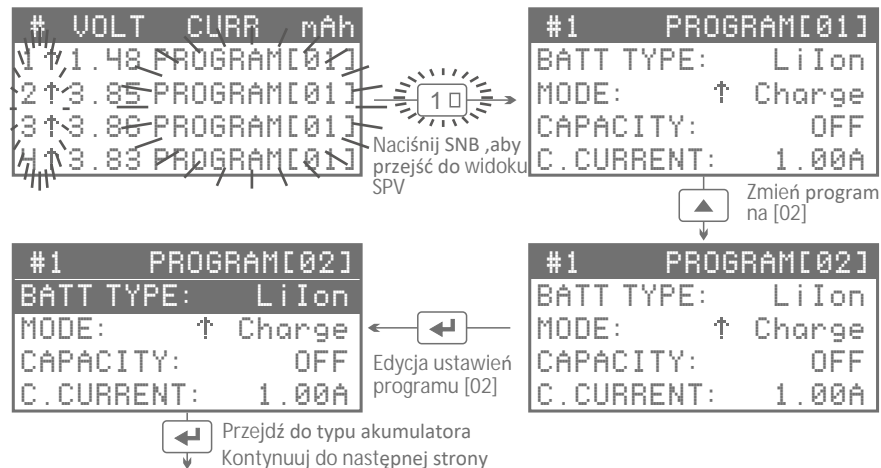 # VOLT CURR mAh
1↑1.48 PROGRAM[01]
2↑3.85 PROGRAM[01]
3↑3.86 PROGRAM[01]
4↑3.83 PROGRAM[01]
1
Naciśnij SNB ,aby
przejść do widoku
SPV
#1 PROGRAM[01]
BATT TYPE: LiIon
MODE: ↑ Charge
CAPACITY: OFF
C.CURRENT: 1.00A
Zmień program
na [02]
#1 PROGRAM[02]
BATT TYPE: LiIon
MODE: ↑ Charge
CAPACITY: OFF
C.CURRENT: 1.00A
Edycja ustawień
programu [02]
#1 PROGRAM[02]
BATT TYPE: LiIon
MODE: ↑ Charge
CAPACITY: OFF
C.CURRENT: 1.00A
Przejdź do typu akumulatora
Kontynuuj do następnej strony